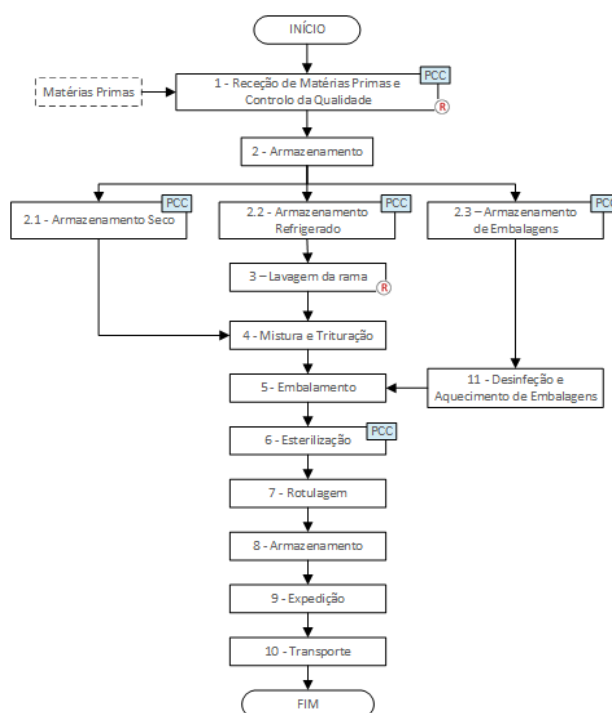 INÍCIO
PCC
1 - Receção de Matérias Primas e
Controlo da Qualidade
Matérias Primas
R
2 - Armazenamento
PCC
2.1 - Armazenamento Seco
PCC
2.2 - Armazenamento
Refrigerado
PCC
2.3 – Armazenamento
de Embalagens
3 – Lavagem da rama
R
4 - Mistura e Trituração
5 - Embalamento
11 - Desinfeção e
Aquecimento de Embalagens
PCC
6 - Esterilização
7 - Rotulagem
8 - Armazenamento
9 - Expedição
10 - Transporte
FIM